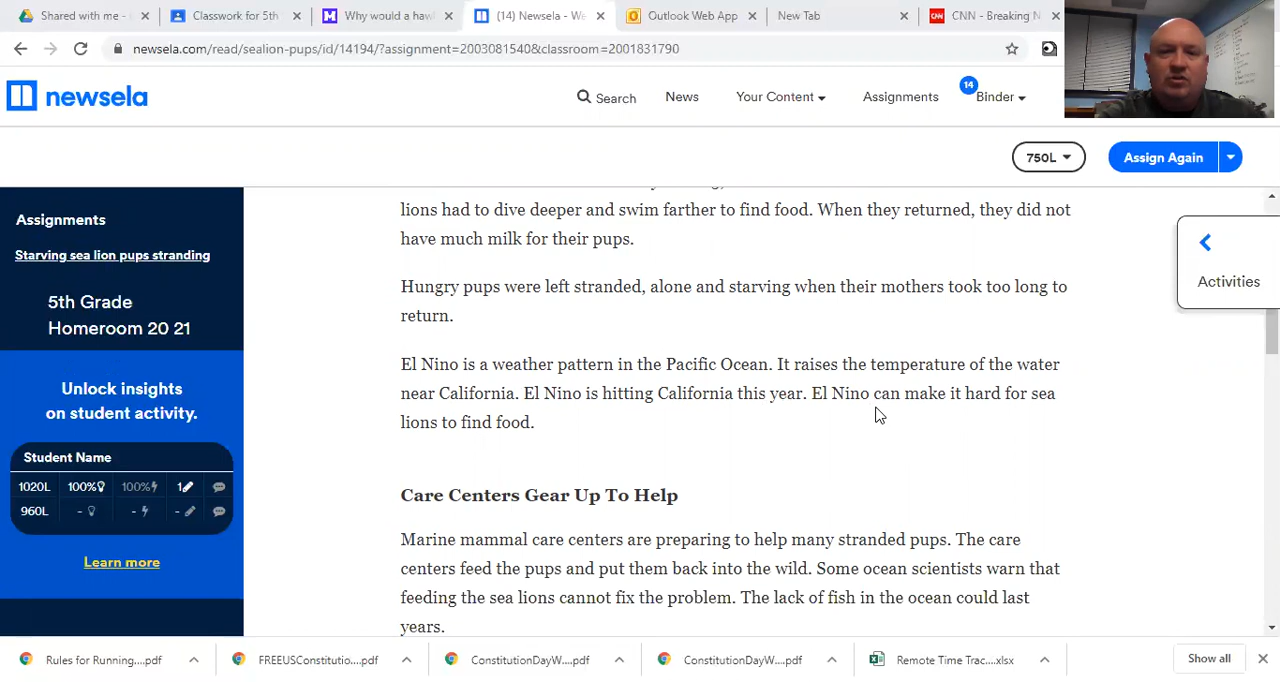 Shared with me - s
Classwork for 5th
Why would a hawk
(14) Newsela - We
Outlook Web App
New Tab
CNN - Breaking N
newsela.com/read/sealion-pups/id/14194/?assignment=2003081540&classroom=2001831790
newsela
Search
News
Your Content
Assignments
14
Binder
750L
Assign Again
Assignments
Starving sea lion pups stranding
5th Grade
Homeroom 20 21
Unlock insights
on student activity.
Student Name
1020L 100% 100% 1
960L - - -
Learn more
lions had to dive deeper and swim farther to find food. When they returned, they did not
have much milk for their pups.
Hungry pups were left stranded, alone and starving when their mothers took too long to
return.
El Nino is a weather pattern in the Pacific Ocean. It raises the temperature of the water
near California. El Nino is hitting California this year. El Nino can make it hard for sea
lions to find food.
Care Centers Gear Up To Help
Marine mammal care centers are preparing to help many stranded pups. The care
centers feed the pups and put them back into the wild. Some ocean scientists warn that
feeding the sea lions cannot fix the problem. The lack of fish in the ocean could last
years.
Activities
Rules for Running....pdf
FREEUSConstitutio....pdf
ConstitutionDayW....pdf
ConstitutionDayW....pdf
Remote Time Trac....xlsx
Show all